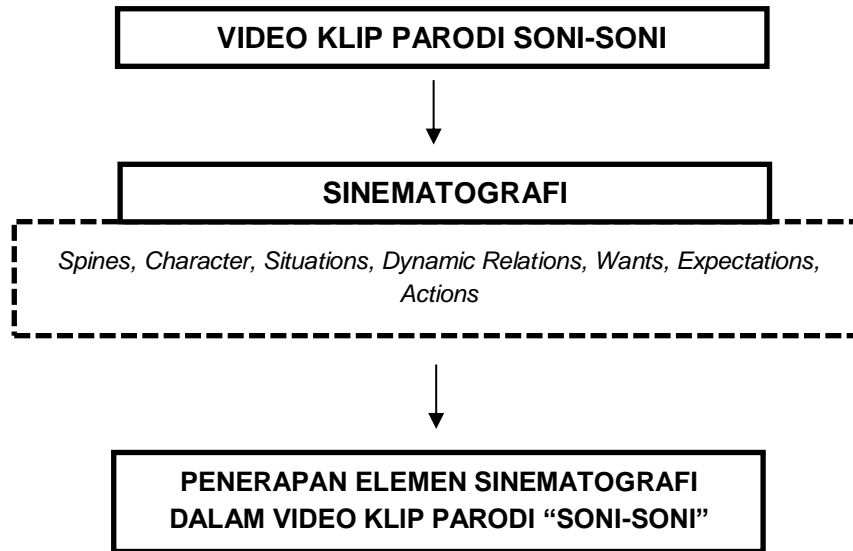 VIDEO KLIP PARODI SONI-SONI
SINEMATOGRAFI
Spines, Character, Situations, Dynamic Relations, Wants, Expectations,
Actions
PENERAPAN ELEMEN SINEMATOGRAFI
DALAM VIDEO KLIP PARODI “SONI-SONI”